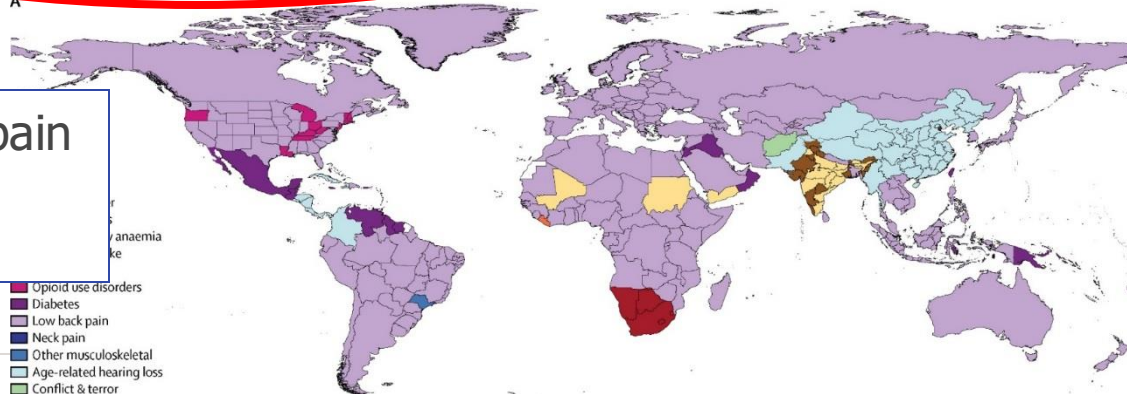 A
pain
anaemia
Opioid use disorders
Diabetes
Low back pain
Neck pain
Other musculoskeletal
Age-related hearing loss
Conflict & terror